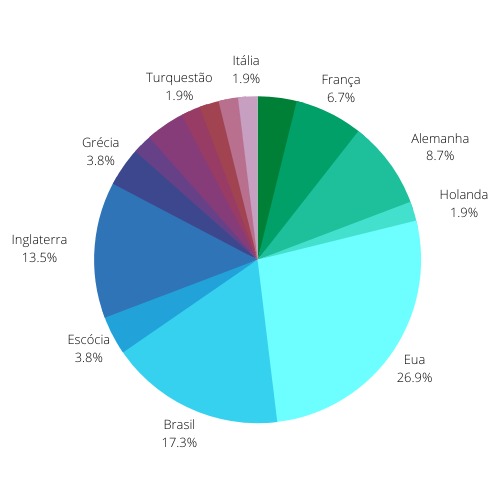 Itália
1.9%
França
6.7%
Alemanha
8.7%
Holanda
1.9%
Eua
26.9%
Brasil
17.3%
Escócia
3.8%
Inglaterra
13.5%
Grécia
3.8%
Turquestão
1.9%